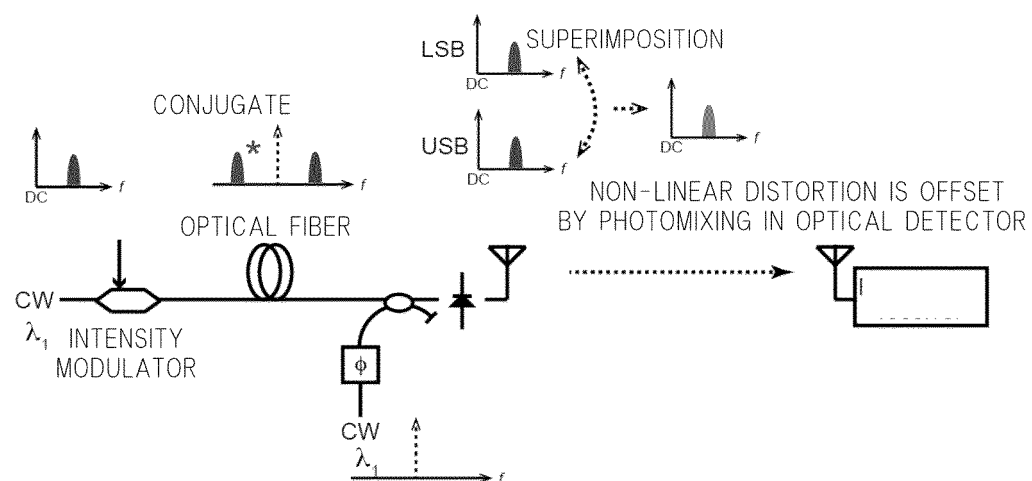 LSB
SUPERIMPOSITION
DC
f
CONJUGATE
*
USB
DC
f
DC
f
DC
f
f
NON-LINEAR DISTORTION IS OFFSET
BY PHOTOMIXING IN OPTICAL DETECTOR
OPTICAL FIBER
CW
λ1
INTENSITY
MODULATOR
ϕ
CW
λ1
f